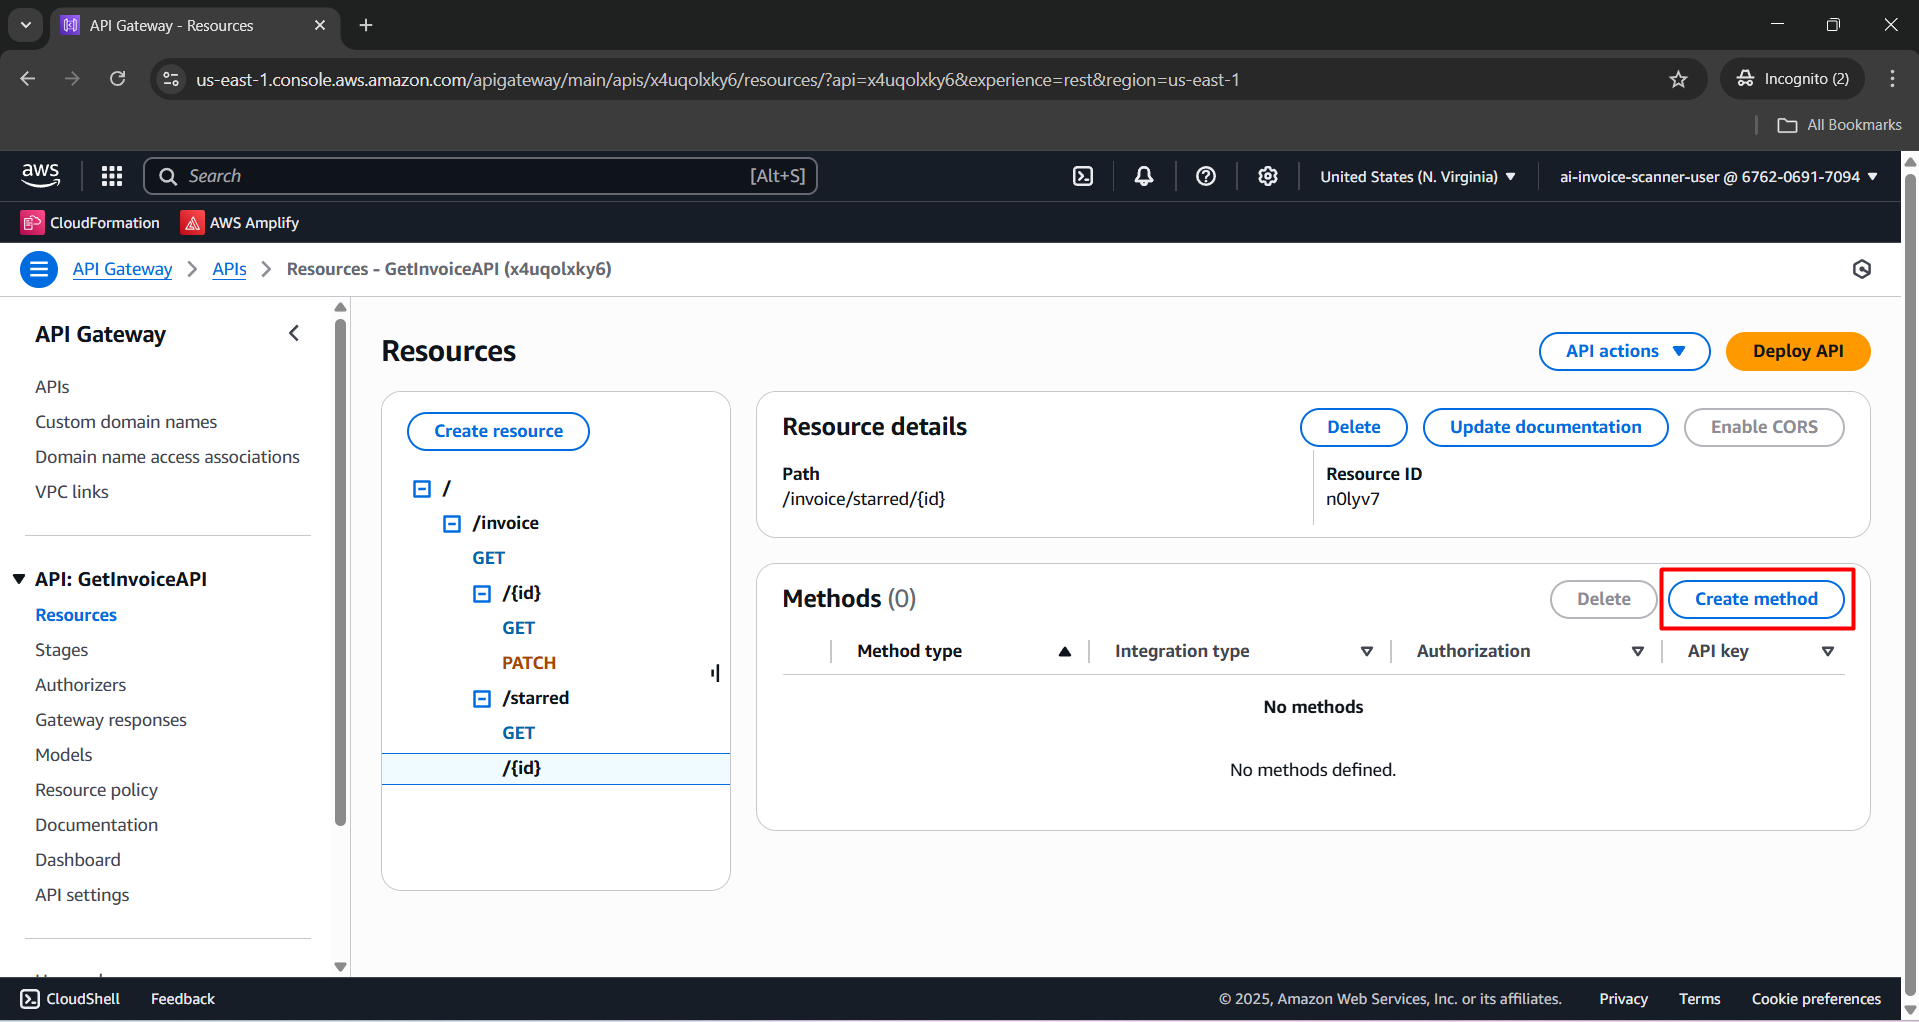 API Gateway - Resources
us-east-1.console.aws.amazon.com/apigateway/main/apis/x4uqolxky6/resources/?api=x4uqolxky6&experience=rest&region=us-east-1
Incognito (2)
All Bookmarks
aws
Search
[Alt+S]
United States (N. Virginia)
ai-invoice-scanner-user @ 6762-0691-7094
CloudFormation
AWS Amplify
API Gateway
APIs
Resources - GetInvoiceAPI (x4uqolxky6)
API Gateway
APIs
Custom domain names
Domain name access associations
VPC links
API: GetInvoiceAPI
Resources
Stages
Authorizers
Gateway responses
Models
Resource policy
Documentation
Dashboard
API settings
Resources
API actions
Deploy API
Create resource
/
/invoice
GET
/{id}
GET
PATCH
/starred
GET
/{id}
Resource details
Delete
Update documentation
Enable CORS
Path
/invoice/starred/{id}
Resource ID
n0lyv7
Methods (0)
Delete
Create method
Method type
Integration type
Authorization
API key
No methods
No methods defined.
CloudShell
Feedback
© 2025, Amazon Web Services, Inc. or its affiliates.
Privacy
Terms
Cookie preferences